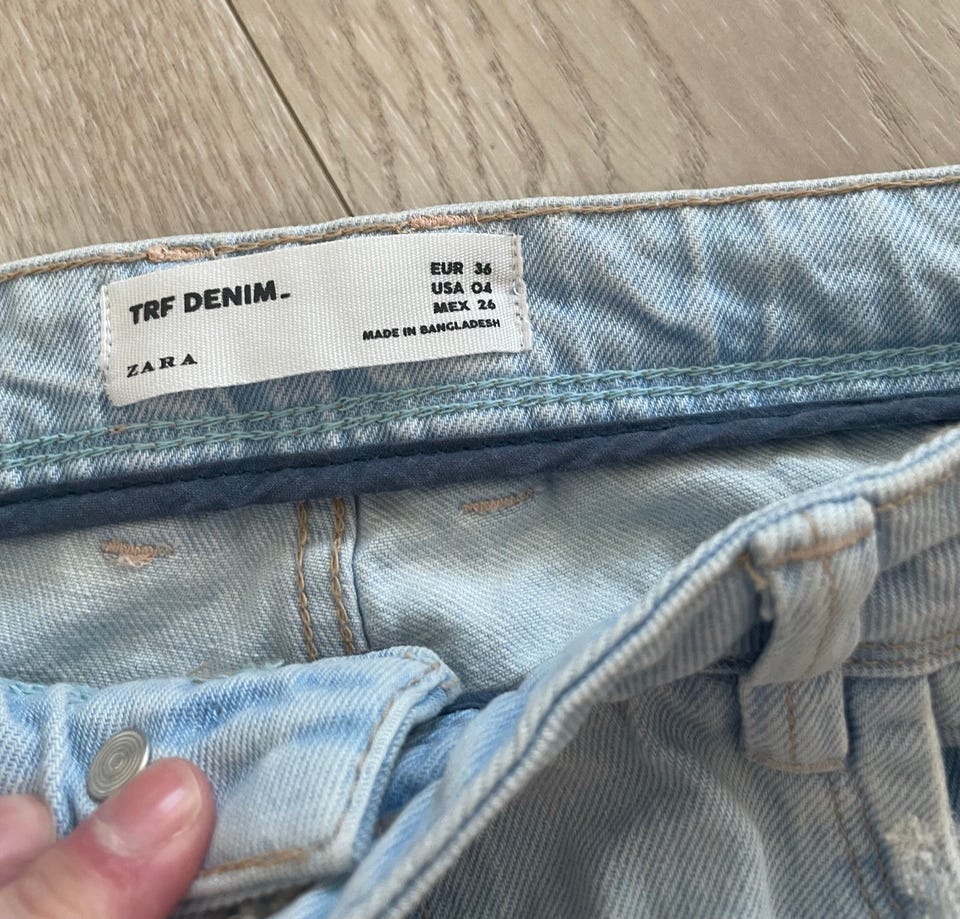 TRF DENIM-
ZARA
EUR 36
USA 04
MEX 26
MADE IN BANGLADESH